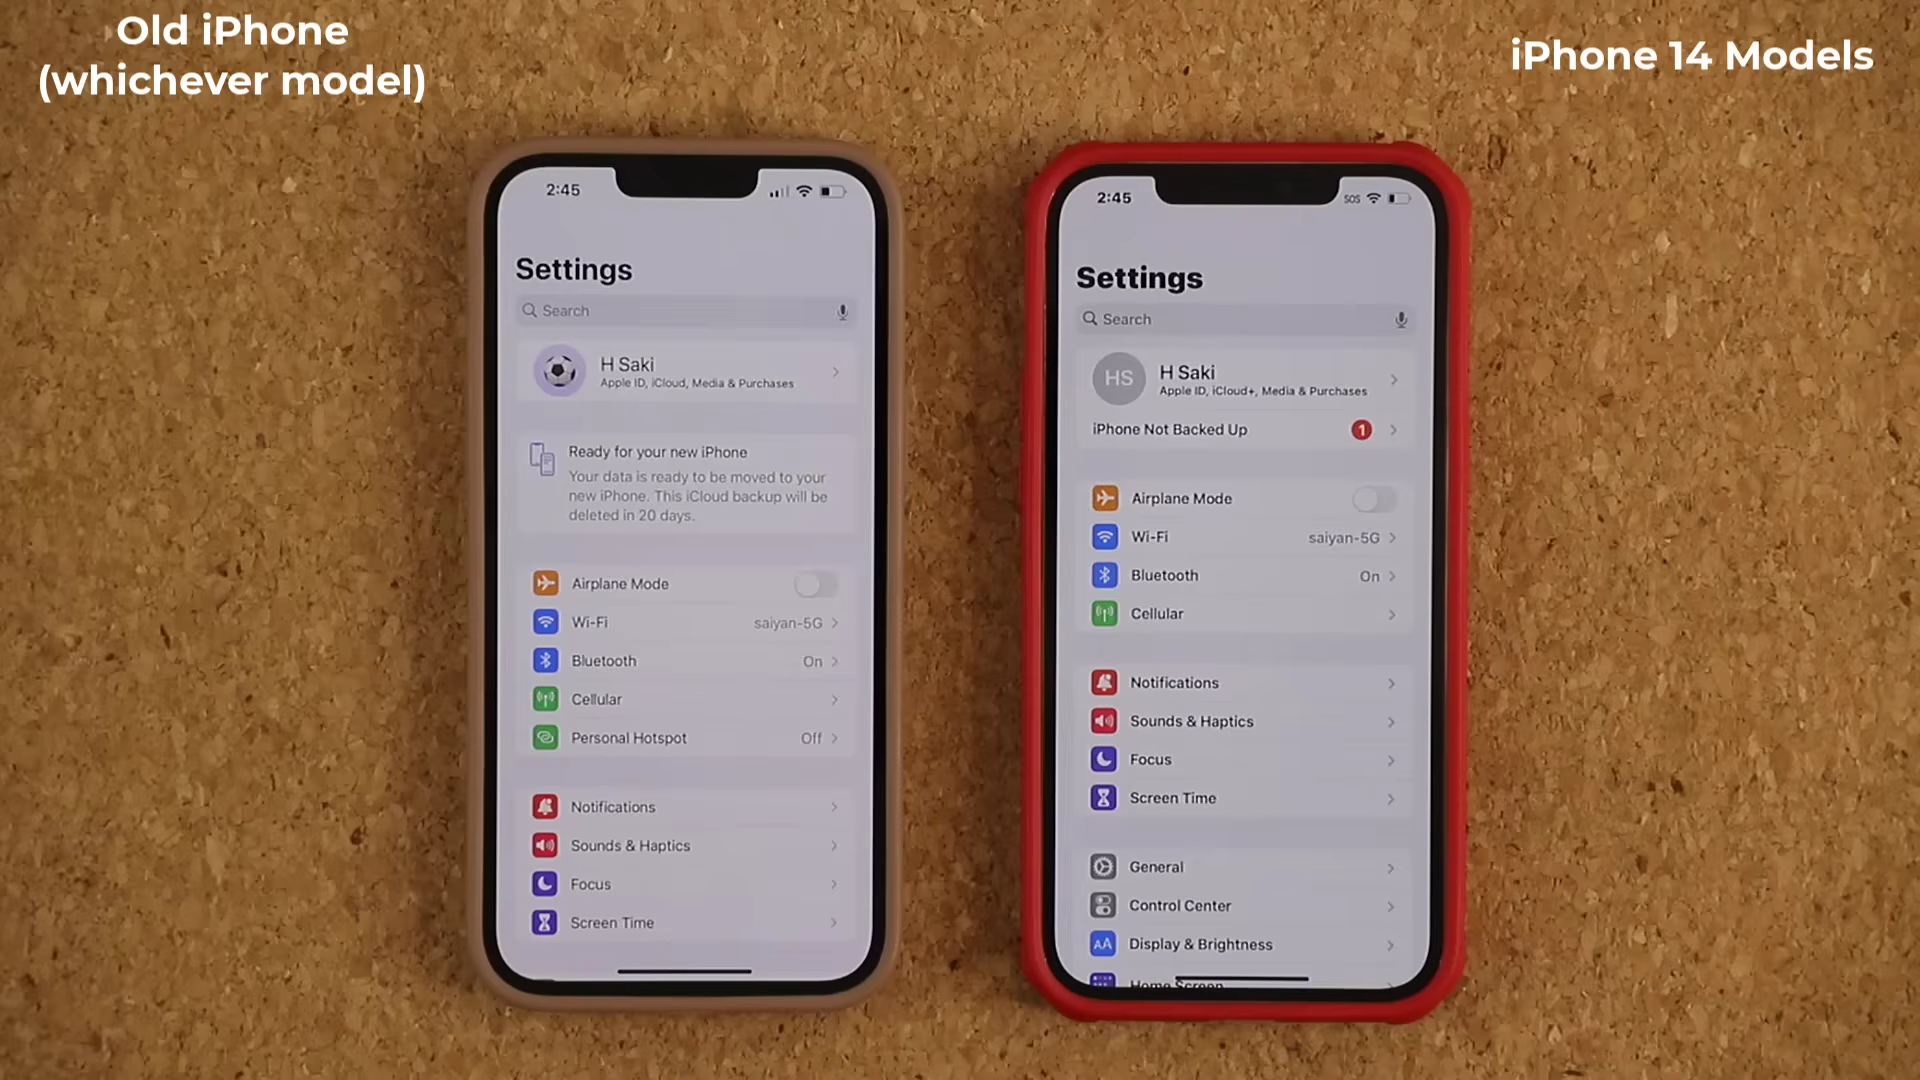 Old iPhone
(whichever model)
iPhone 14 Models
2:45
Settings
Search
H Saki
Apple ID, iCloud, Media & Purchases
Ready for your new iPhone
Your data is ready to be moved to your
new iPhone. This iCloud backup will be
deleted in 20 days.
Airplane Mode
Wi-Fi saiyan-5G
Bluetooth On
Cellular
Personal Hotspot Off
Notifications
Sounds & Haptics
Focus
Screen Time
2:45 SOS
Settings
Search
HS
H Saki
Apple ID, iCloud+, Media & Purchases
iPhone Not Backed Up 1
Airplane Mode
Wi-Fi saiyan-5G
Bluetooth On
Cellular
Notifications
Sounds & Haptics
Focus
Screen Time
General
Control Center
AA Display & Brightness
Home Screen